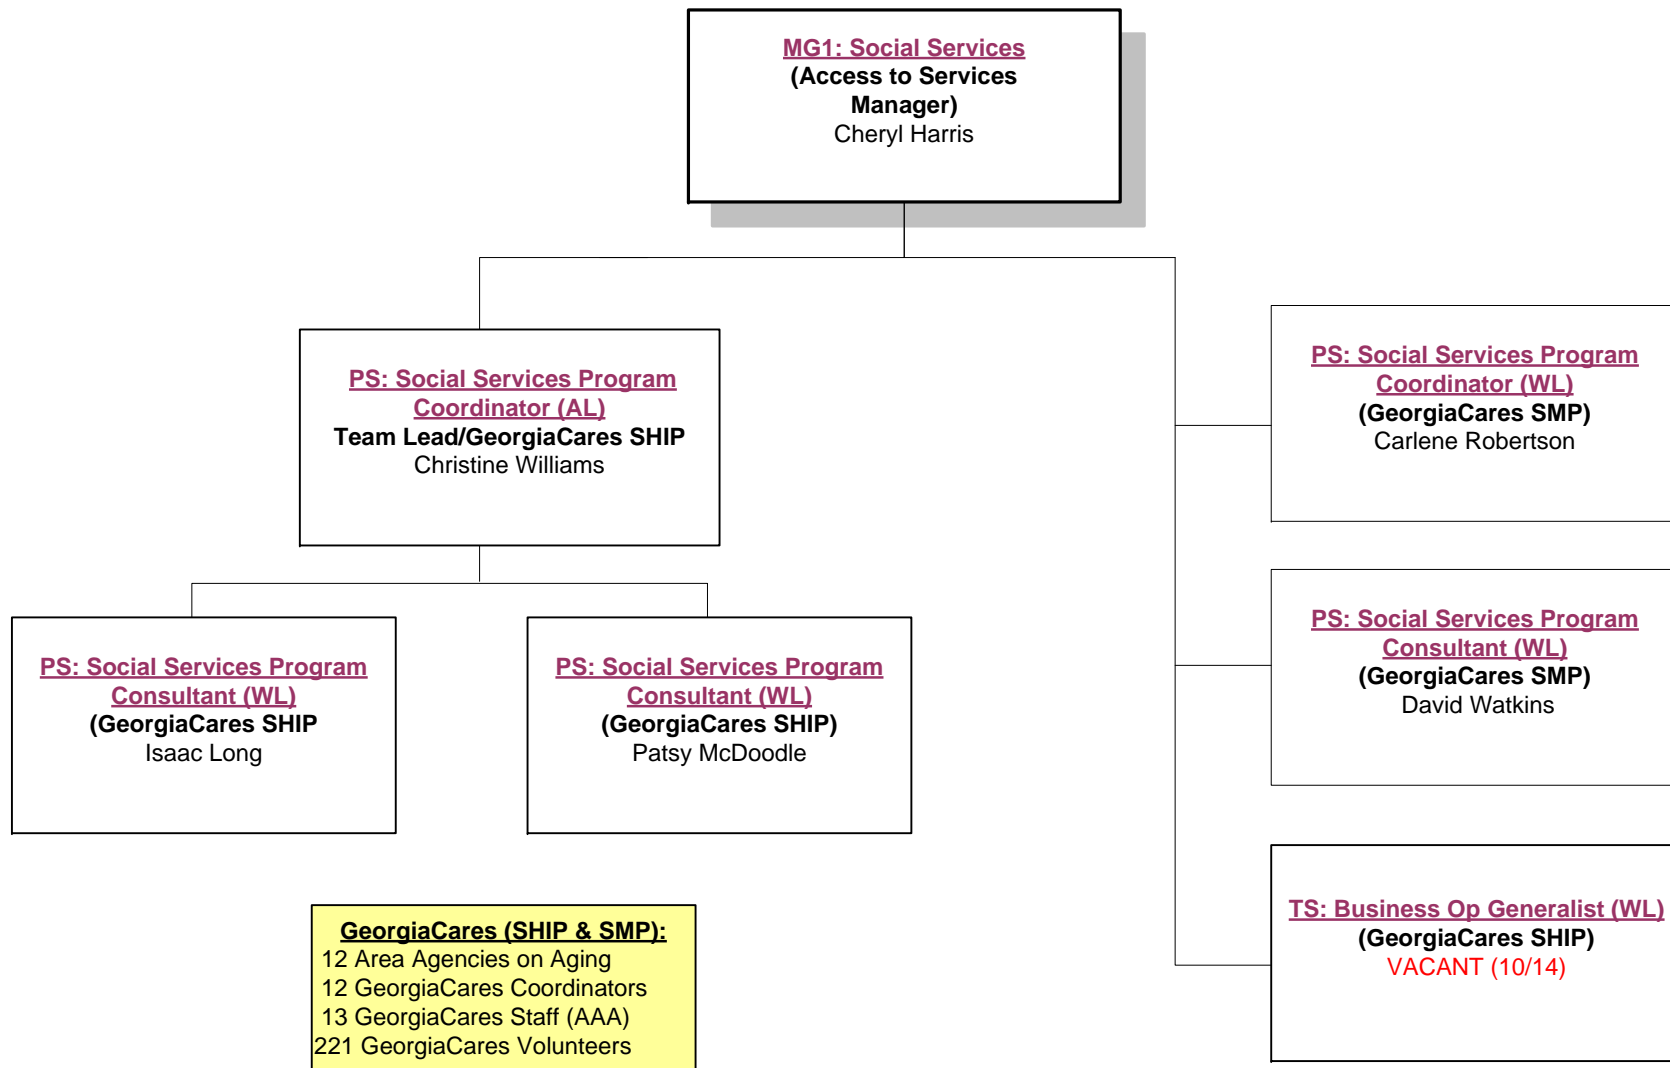 MG1: Social Services
(Access to Services
Manager)
Cheryl Harris
PS: Social Services Program
Coordinator (AL)
Team Lead/GeorgiaCares SHIP
Christine Williams
PS: Social Services Program
Coordinator (WL)
(GeorgiaCares SMP)
Carlene Robertson
PS: Social Services Program
Consultant (WL)
(GeorgiaCares SHIP
Isaac Long
PS: Social Services Program
Consultant (WL)
(GeorgiaCares SHIP)
Patsy McDoodle
PS: Social Services Program
Consultant (WL)
(GeorgiaCares SMP)
David Watkins
TS: Business Op Generalist (WL)
(GeorgiaCares SHIP)
VACANT (10/14)
GeorgiaCares (SHIP & SMP):
12 Area Agencies on Aging
12 GeorgiaCares Coordinators
13 GeorgiaCares Staff (AAA)
221 GeorgiaCares Volunteers